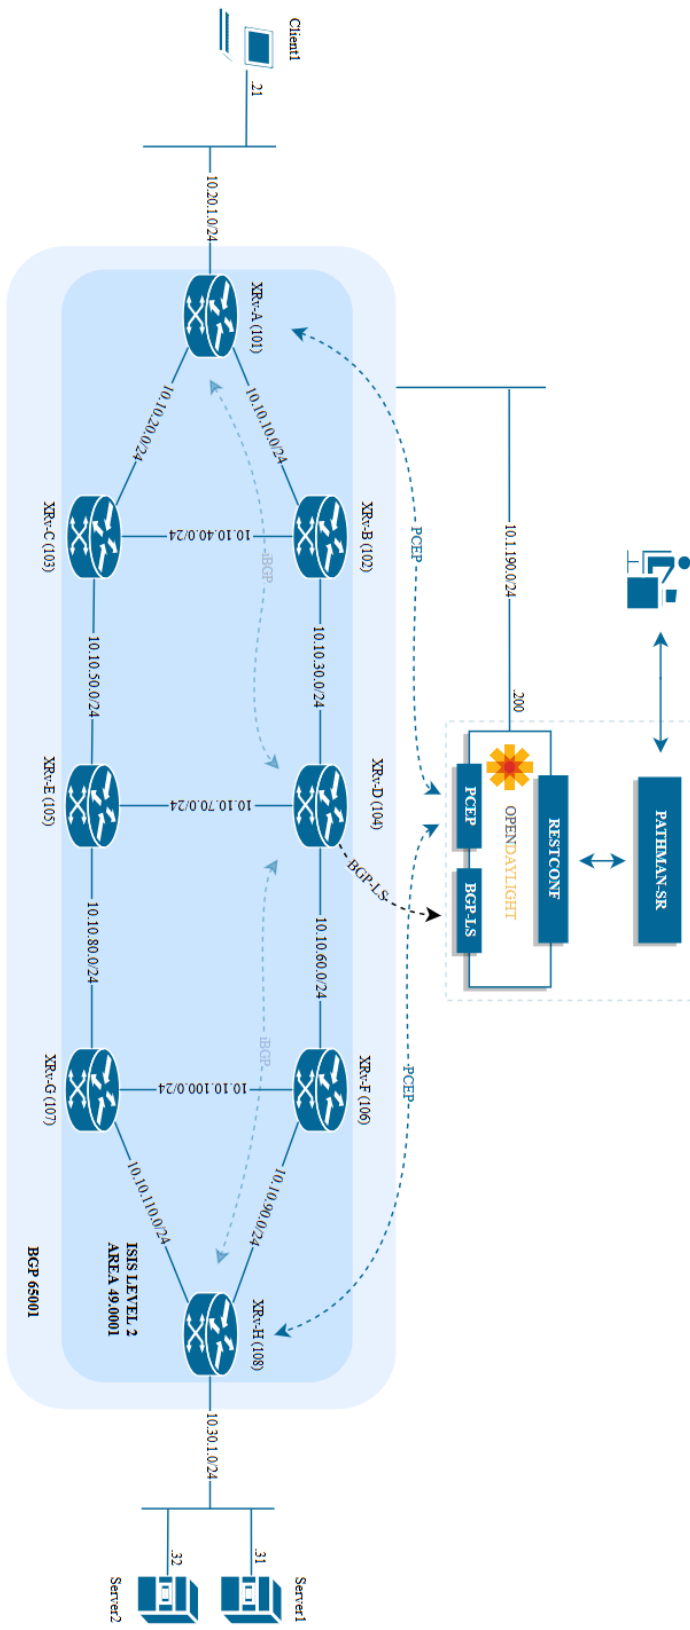 PATHMAN-SR
RESTCONF
OPENDAYLIGHT
PCEP
BGP-LS
.200
10.1.190.0/24
PCEP
PCEP
BGP-LS
Client1
.21
10.20.1.0/24
XRv-A (101)
10.10.10.0/24
10.10.20.0/24
XRv-B (102)
10.10.40.0/24
XRv-C (103)
iBGP
10.10.30.0/24
10.10.50.0/24
XRv-D (104)
10.10.70.0/24
XRv-E (105)
iBGP
10.10.60.0/24
10.10.80.0/24
XRv-F (106)
10.10.100.0/24
XRv-G (107)
10.10.90.0/24
10.10.110.0/24
XRv-H (108)
ISIS LEVEL 2
AREA 49.0001
BGP 65001
10.30.1.0/24
.31
Server1
.32
Server2